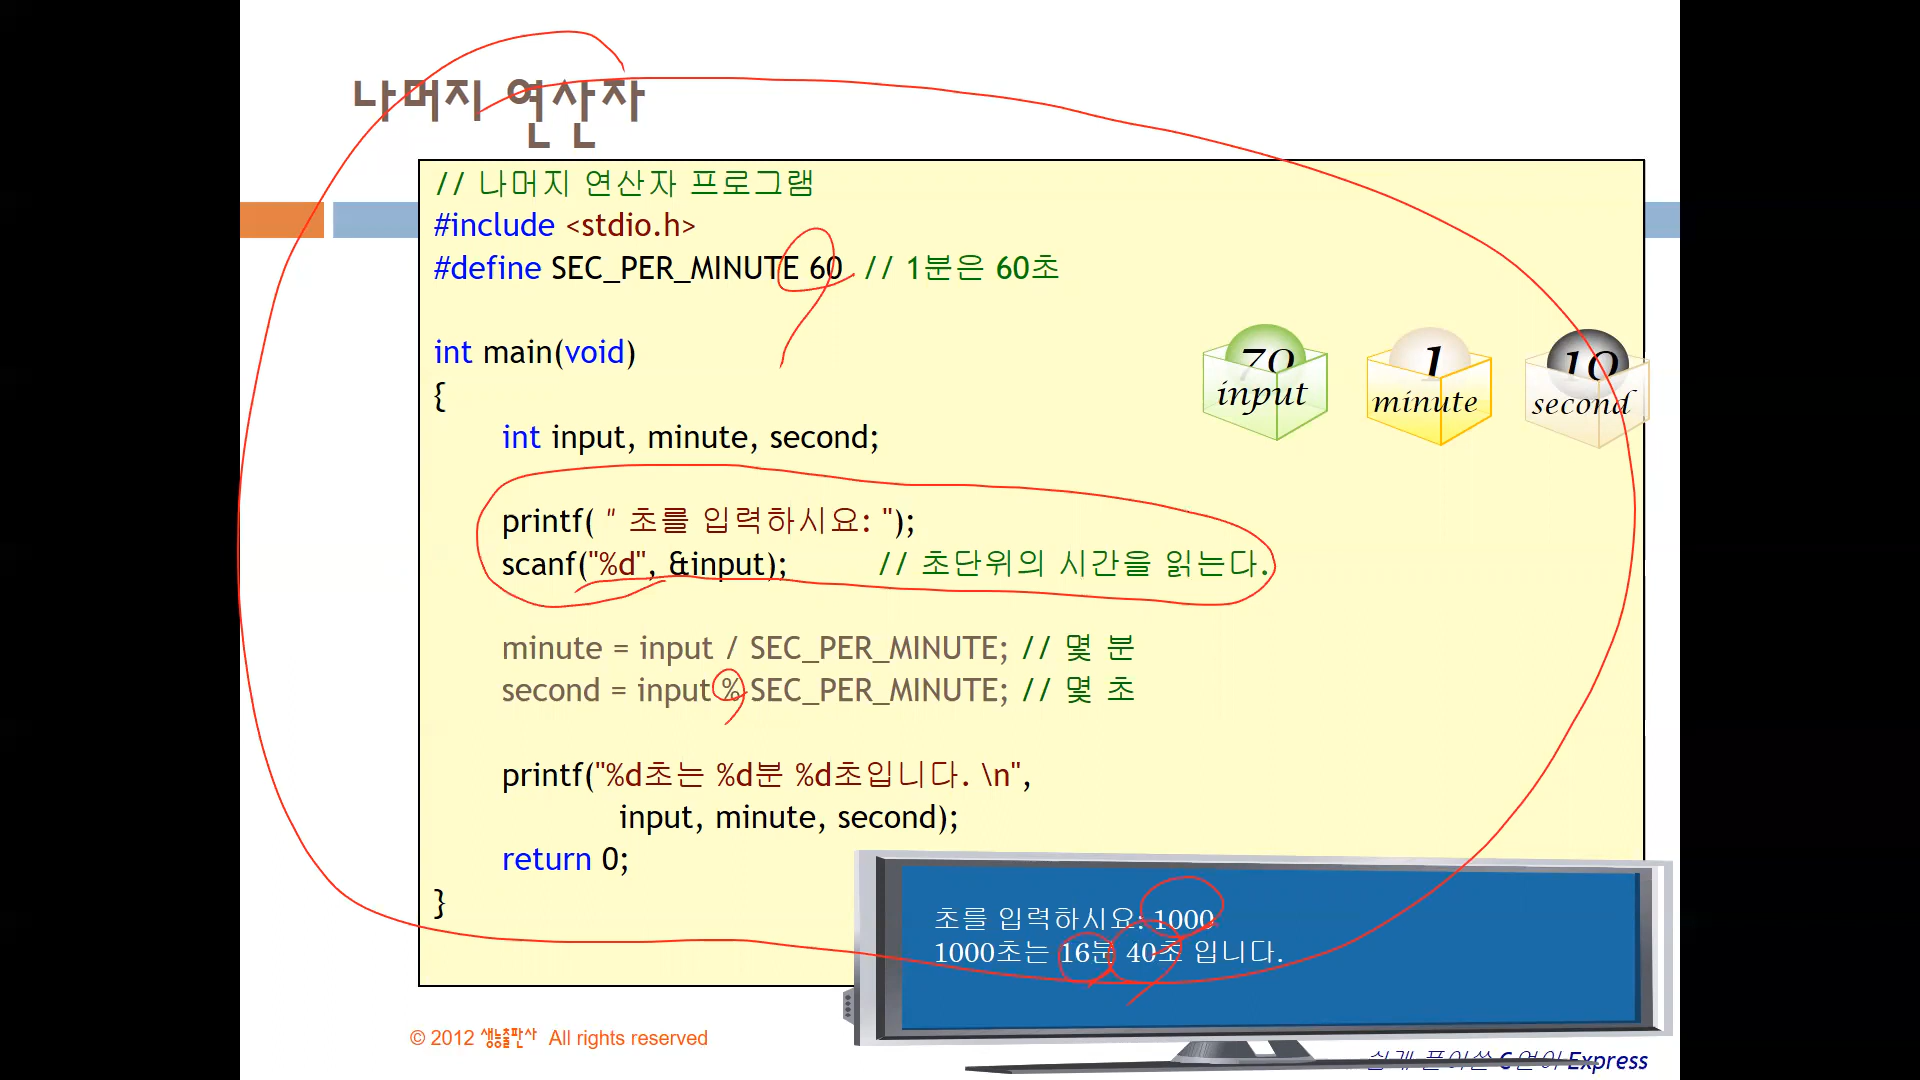 나머지 연산자
// 나머지 연산자 프로그램
#include <stdio.h>
#define SEC_PER_MINUTE 60 // 1분은 60초
int main(void)
{
int input, minute, second;
printf( " 초를 입력하시요: ");
scanf("%d", &input); // 초단위의 시간을 읽는다.
minute = input / SEC_PER_MINUTE; // 몇 분
second = input % SEC_PER_MINUTE; // 몇 초
printf("%d초는 %d분 %d초입니다. \n",
input, minute, second);
return 0;
}
70 input
1 minute
10 second
초를 입력하시요: 1000
1000초는 16분 40초 입니다.
© 2012 생능출판사 All rights reserved
쉽게 풀어쓴 C언어 Express